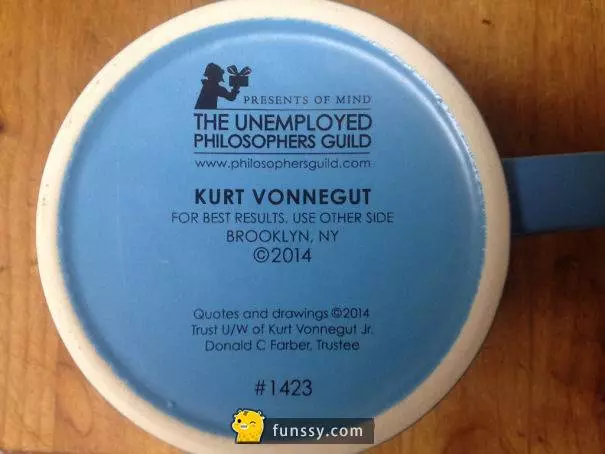 PRESENTS OF MIND
THE UNEMPLOYED
PHILOSOPHERS GUILD
www.philosophersguild.com
KURT VONNEGUT
FOR BEST RESULTS, USE OTHER SIDE
BROOKLYN, NY
©2014
Quotes and drawings ©2014
Trust U/W of Kurt Vonnegut Jr.
Donald C Farber, Trustee
#1423
funssy.com